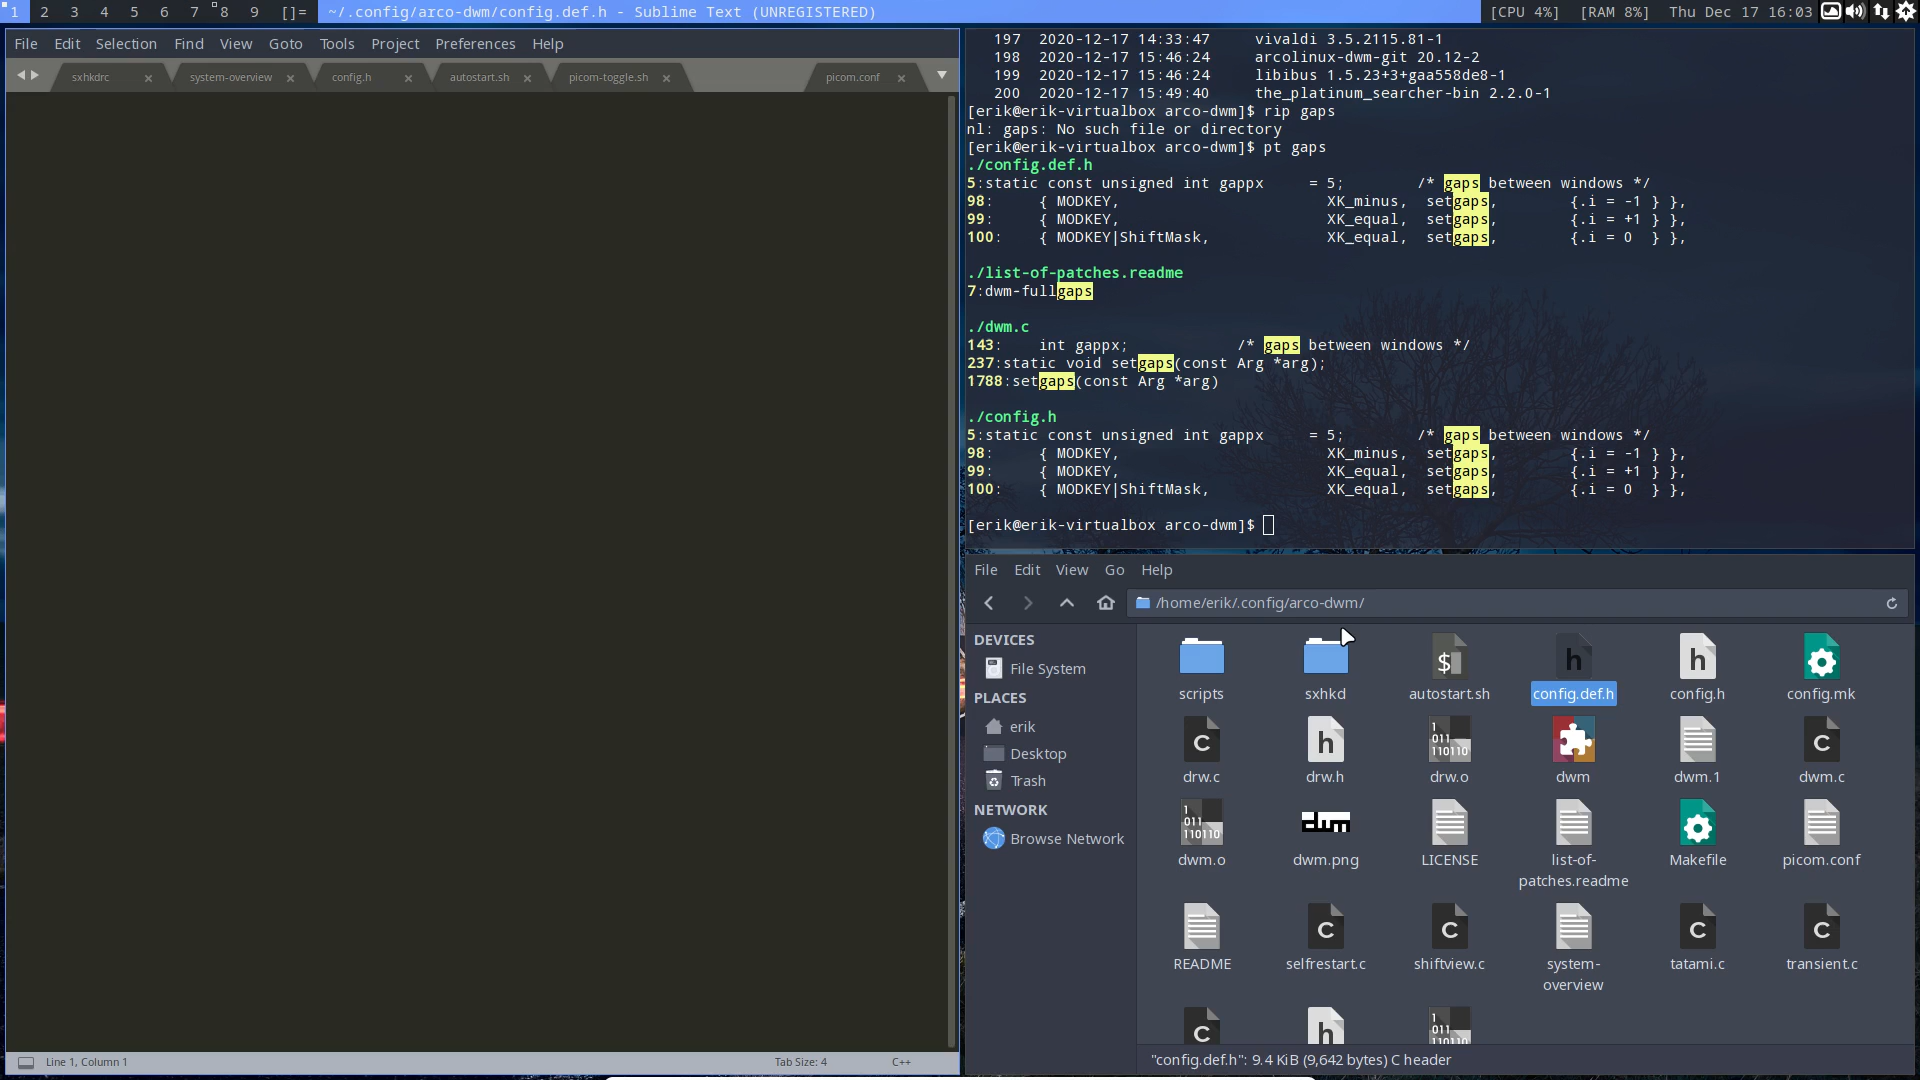 1 2 3 4 5 6 7 8 9 []= ~/.config/arco-dwm/config.def.h - Sublime Text (UNREGISTERED) [CPU 4%] [RAM 8%] Thu Dec 17 16:03
File Edit Selection Find View Goto Tools Project Preferences Help
sxhkdrc system-overview config.h autostart.sh picom-toggle.sh picom.conf
Line 1, Column 1 Tab Size: 4 C++
197 2020-12-17 14:33:47 vivaldi 3.5.2115.81-1
198 2020-12-17 15:46:24 arcolinux-dwm-git 20.12-2
199 2020-12-17 15:46:24 libibus 1.5.23+3+gaa558de8-1
200 2020-12-17 15:49:40 the_platinum_searcher-bin 2.2.0-1
[erik@erik-virtualbox arco-dwm]$ rip gaps
nl: gaps: No such file or directory
[erik@erik-virtualbox arco-dwm]$ pt gaps
./config.def.h
5:static const unsigned int gappx = 5; /* gaps between windows */
98: { MODKEY, XK_minus, setgaps, {.i = -1 } },
99: { MODKEY, XK_equal, setgaps, {.i = +1 } },
100: { MODKEY|ShiftMask, XK_equal, setgaps, {.i = 0 } },
./list-of-patches.readme
7:dwm-fullgaps
./dwm.c
143: int gappx; /* gaps between windows */
237:static void setgaps(const Arg *arg);
1788:setgaps(const Arg *arg)
./config.h
5:static const unsigned int gappx = 5; /* gaps between windows */
98: { MODKEY, XK_minus, setgaps, {.i = -1 } },
99: { MODKEY, XK_equal, setgaps, {.i = +1 } },
100: { MODKEY|ShiftMask, XK_equal, setgaps, {.i = 0 } },
[erik@erik-virtualbox arco-dwm]$
File Edit View Go Help
/home/erik/.config/arco-dwm/
DEVICES
File System
PLACES
erik
Desktop
Trash
NETWORK
Browse Network
scripts sxhkd autostart.sh config.def.h config.h config.mk
drw.c drw.h drw.o dwm dwm.1 dwm.c
dwm.o dwm.png LICENSE list-of-patches.readme Makefile picom.conf
README selfrestart.c shiftview.c system-overview tatami.c transient.c
"config.def.h": 9.4 KiB (9,642 bytes) C header